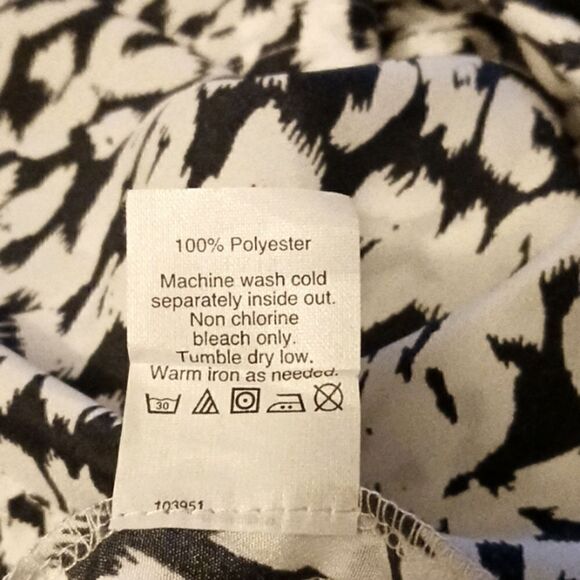 100% Polyester
Machine wash cold
separately inside out.
Non chlorine
bleach only.
Tumble dry low.
Warm iron as needed.
30
103951